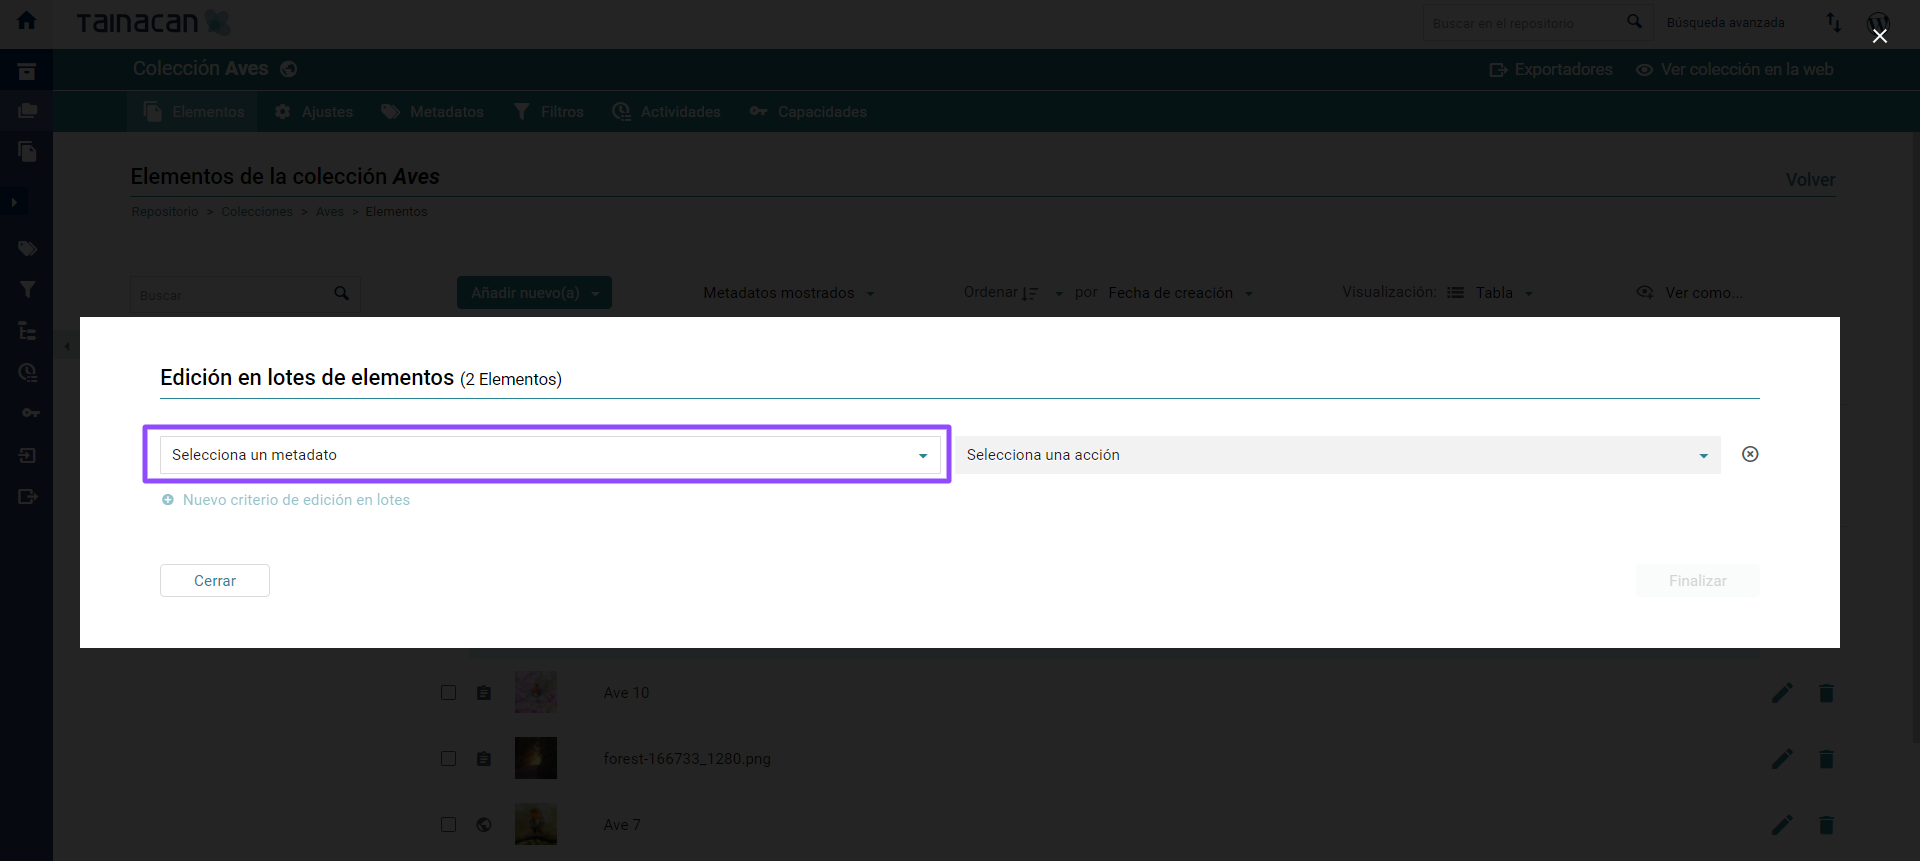 TAINACAN
Buscar en el repositorio
Búsqueda avanzada
Colección Aves
Exportadores
Ver colección en la web
Elementos
Ajustes
Metadatos
Filtros
Actividades
Capacidades
Elementos de la colección Aves
Volver
Repositorio > Colecciones > Aves > Elementos
Buscar
Añadir nuevo(a)
Metadatos mostrados
Ordenar por Fecha de creación
Visualización: Tabla
Ver como...
Edición en lotes de elementos (2 Elementos)
Selecciona un metadato
Selecciona una acción
Nuevo criterio de edición en lotes
Cerrar
Finalizar
Ave 10
forest-166733_1280.png
Ave 7